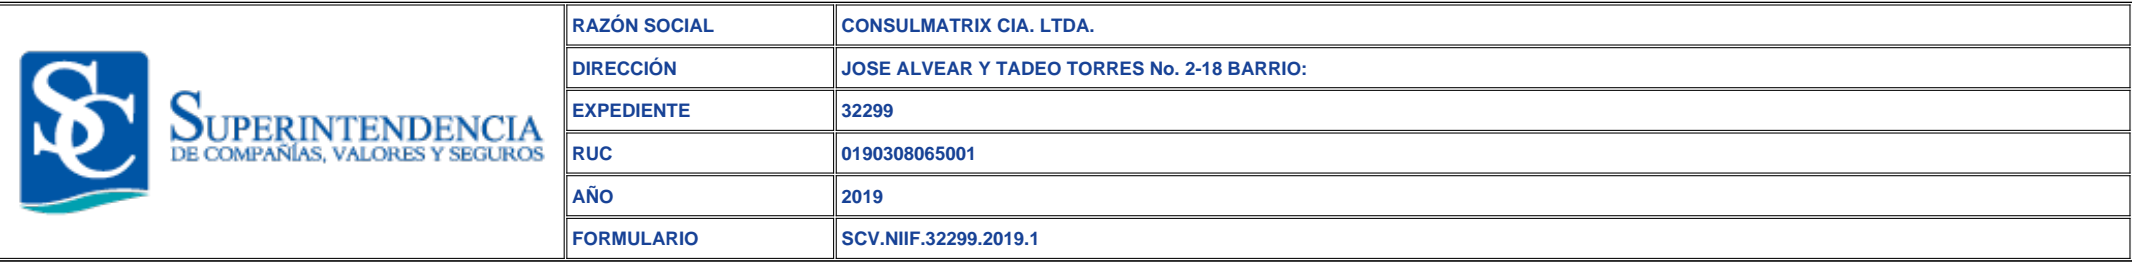 SC
SUPERINTENDENCIA
DE COMPAÑÍAS, VALORES Y SEGUROS
RAZÓN SOCIAL CONSULMATRIX CIA. LTDA.
DIRECCIÓN JOSE ALVEAR Y TADEO TORRES No. 2-18 BARRIO:
EXPEDIENTE 32299
RUC 0190308065001
AÑO 2019
FORMULARIO SCV.NIIF.32299.2019.1